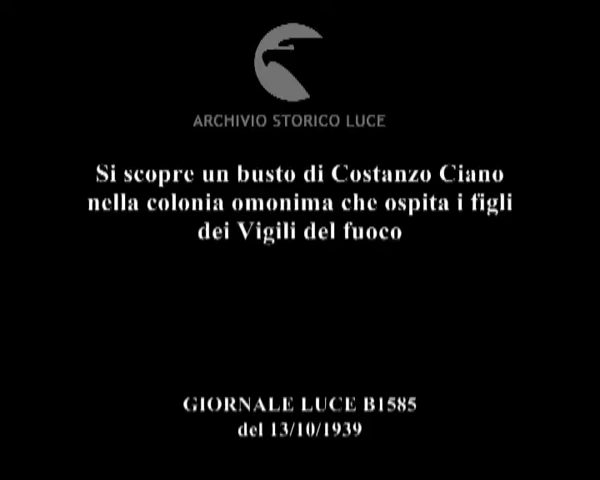 ARCHIVIO STORICO LUCE
Si scopre un busto di Costanzo Ciano
nella colonia omonima che ospita i figli
dei Vigili del fuoco
GIORNALE LUCE B1585
del 13/10/1939